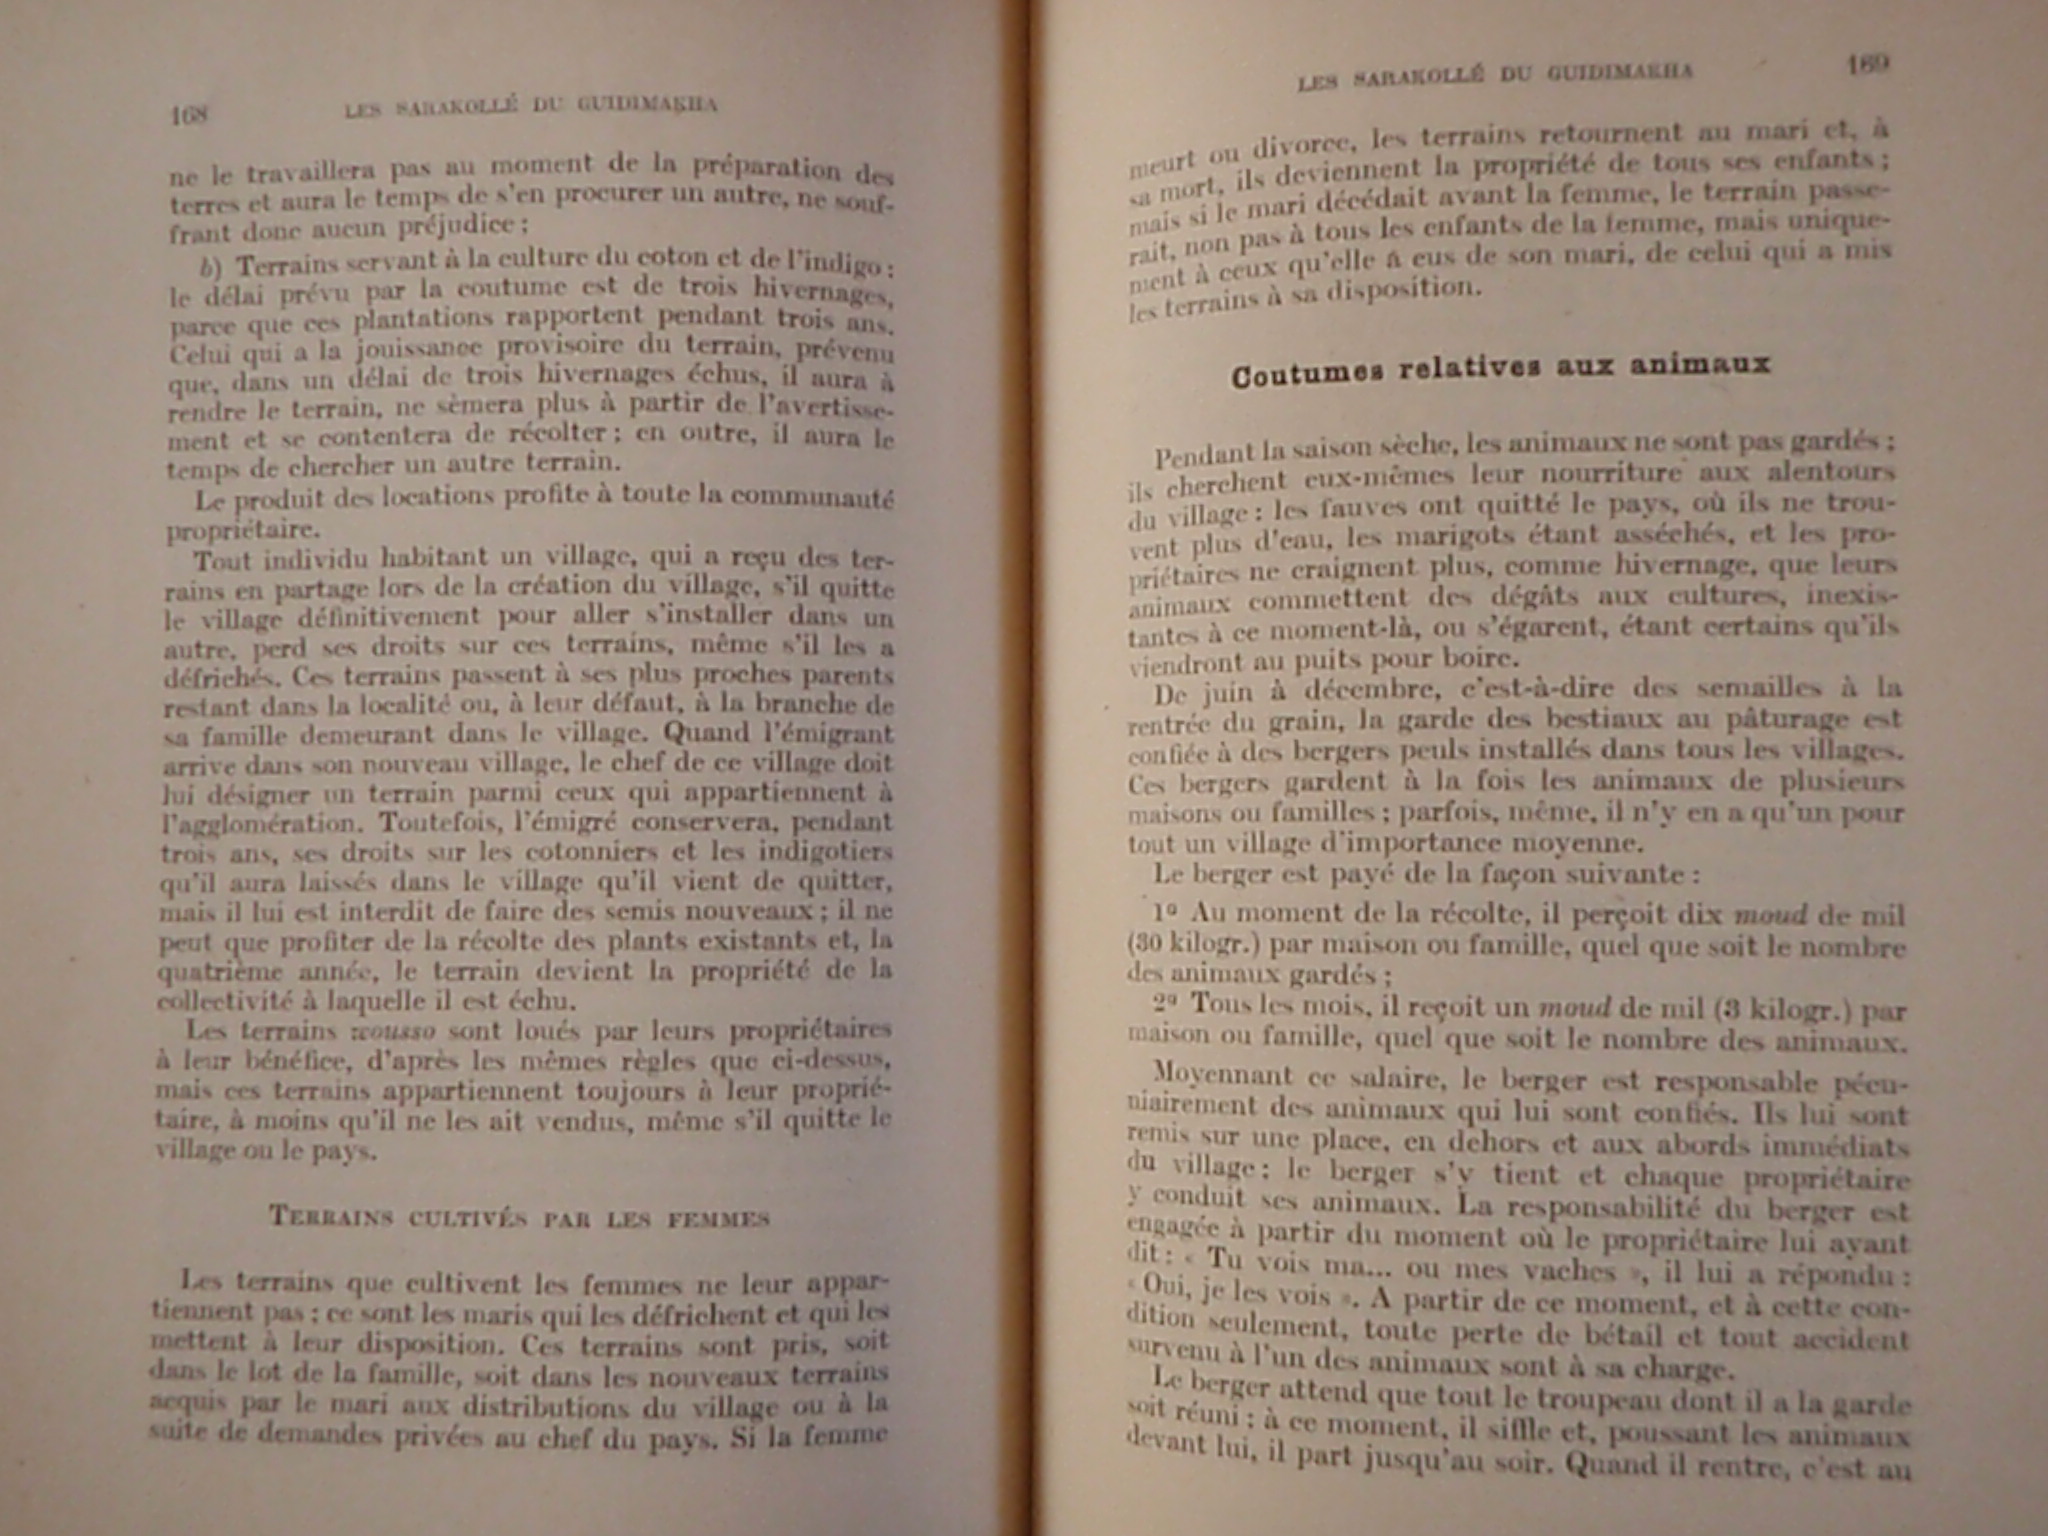 168 LES SARAKOLLÉ DU GUIDIMAKHA
ne le travaillera pas au moment de la préparation des
terres et aura le temps de s'en procurer un autre, ne souf-
frant donc aucun préjudice ;
b) Terrains servant à la culture du coton et de l'indigo :
le délai prévu par la coutume est de trois hivernages,
parce que ces plantations rapportent pendant trois ans.
Celui qui a la jouissance provisoire du terrain, prévenu
que, dans un délai de trois hivernages échus, il aura à
rendre le terrain, ne sèmera plus à partir de l'avertisse-
ment et se contentera de récolter ; en outre, il aura le
temps de chercher un autre terrain.
Le produit des locations profite à toute la communauté
propriétaire.
Tout individu habitant un village, qui a reçu des ter-
rains en partage lors de la création du village, s'il quitte
le village définitivement pour aller s'installer dans un
autre, perd ses droits sur ces terrains, même s'il les a
défrichés. Ces terrains passent à ses plus proches parents
restant dans la localité ou, à leur défaut, à la branche de
sa famille demeurant dans le village. Quand l'émigrant
arrive dans son nouveau village, le chef de ce village doit
lui désigner un terrain parmi ceux qui appartiennent à
l'agglomération. Toutefois, l'émigré conservera, pendant
trois ans, ses droits sur les cotonniers et les indigotiers
qu'il aura laissés dans le village qu'il vient de quitter,
mais il lui est interdit de faire des semis nouveaux ; il ne
peut que profiter de la récolte des plants existants et, la
quatrième année, le terrain devient la propriété de la
collectivité à laquelle il est échu.
Les terrains xousso sont loués par leurs propriétaires
à leur bénéfice, d'après les mêmes règles que ci-dessus,
mais ces terrains appartiennent toujours à leur proprié-
taire, à moins qu'il ne les ait vendus, même s'il quitte le
village ou le pays.
TERRAINS CULTIVÉS PAR LES FEMMES
Les terrains que cultivent les femmes ne leur appar-
tiennent pas ; ce sont les maris qui les défrichent et qui les
mettent à leur disposition. Ces terrains sont pris, soit
dans le lot de la famille, soit dans les nouveaux terrains
acquis par le mari aux distributions du village ou à la
suite de demandes privées au chef du pays. Si la femme
LES SARAKOLLÉ DU GUIDIMAKHA 169
meurt ou divorce, les terrains retournent au mari et, à
sa mort, ils deviennent la propriété de tous ses enfants ;
mais si le mari décédait avant la femme, le terrain passe-
rait, non pas à tous les enfants de la femme, mais unique-
ment à ceux qu'elle a eus de son mari, de celui qui a mis
les terrains à sa disposition.
Coutumes relatives aux animaux
Pendant la saison sèche, les animaux ne sont pas gardés ;
ils cherchent eux-mêmes leur nourriture aux alentours
du village : les fauves ont quitté le pays, où ils ne trou-
vent plus d'eau, les marigots étant asséchés, et les pro-
priétaires ne craignent plus, comme hivernage, que leurs
animaux commettent des dégâts aux cultures, inexis-
tantes à ce moment-là, ou s'égarent, étant certains qu'ils
viendront au puits pour boire.
De juin à décembre, c'est-à-dire des semailles à la
rentrée du grain, la garde des bestiaux au pâturage est
confiée à des bergers peuls installés dans tous les villages.
Ces bergers gardent à la fois les animaux de plusieurs
maisons ou familles ; parfois, même, il n'y en a qu'un pour
tout un village d'importance moyenne.
Le berger est payé de la façon suivante :
1º Au moment de la récolte, il perçoit dix moud de mil
(30 kilogr.) par maison ou famille, quel que soit le nombre
des animaux gardés ;
2º Tous les mois, il reçoit un moud de mil (3 kilogr.) par
maison ou famille, quel que soit le nombre des animaux.
Moyennant ce salaire, le berger est responsable pécu-
niairement des animaux qui lui sont confiés. Ils lui sont
remis sur une place, en dehors et aux abords immédiats
du village : le berger s'y tient et chaque propriétaire
y conduit ses animaux. La responsabilité du berger est
engagée à partir du moment où le propriétaire lui ayant
dit : « Tu vois ma... ou mes vaches », il lui a répondu :
« Oui, je les vois ». A partir de ce moment, et à cette con-
dition seulement, toute perte de bétail et tout accident
survenu à l'un des animaux sont à sa charge.
Le berger attend que tout le troupeau dont il a la garde
soit réuni ; à ce moment, il siffle et, poussant les animaux
devant lui, il part jusqu'au soir. Quand il rentre, c'est au